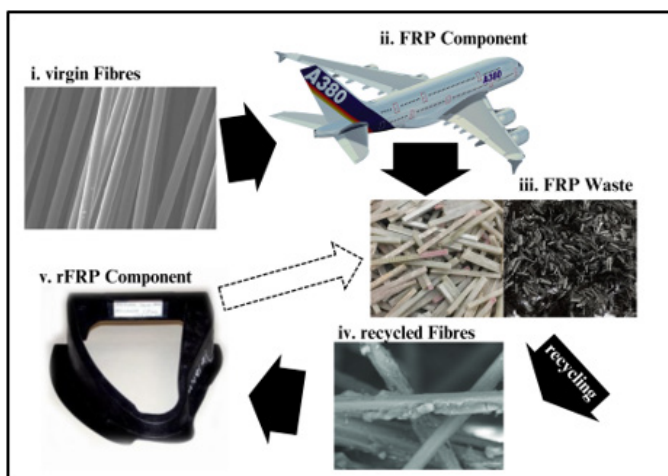 ii. FRP Component
i. virgin Fibres
A380
A380
iii. FRP Waste
v. rFRP Component
iv. recycled Fibres
recycling